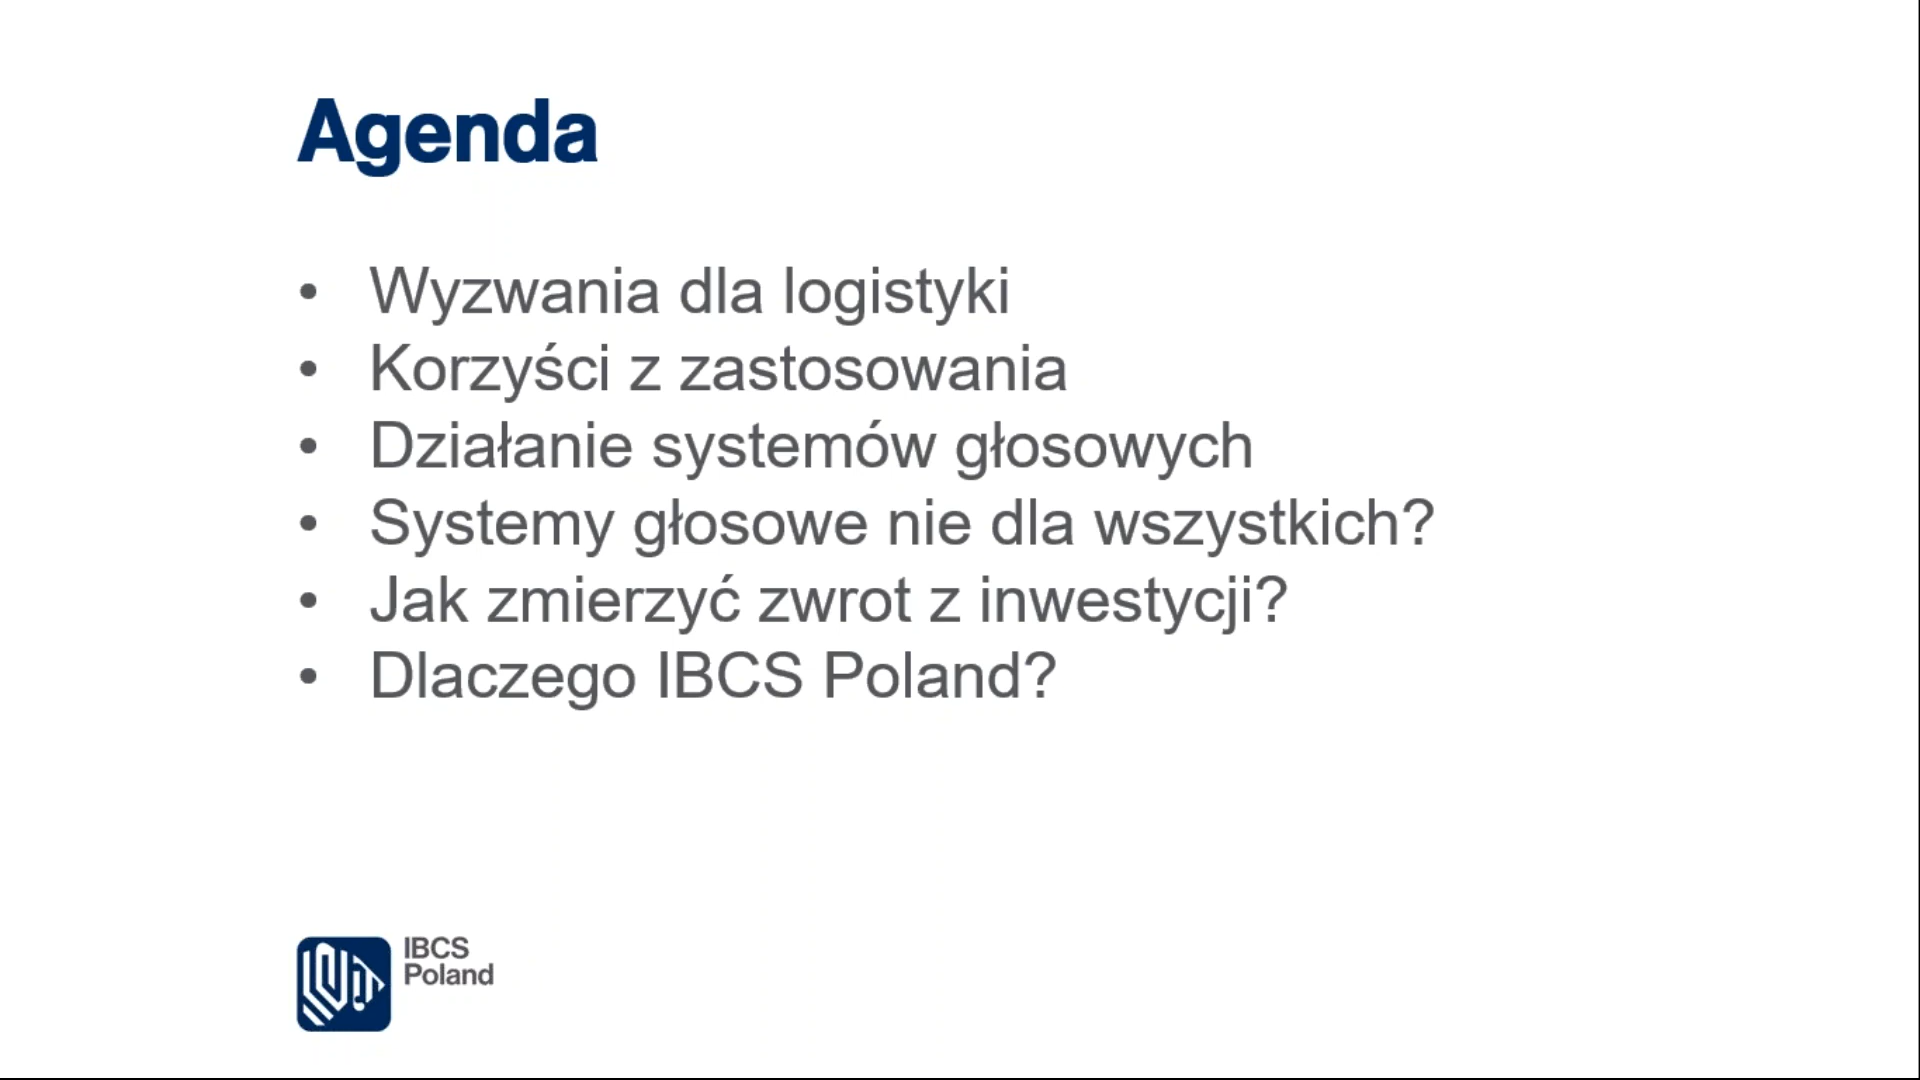 Agenda
• Wyzwania dla logistyki
• Korzyści z zastosowania
• Działanie systemów głosowych
• Systemy głosowe nie dla wszystkich?
• Jak zmierzyć zwrot z inwestycji?
• Dlaczego IBCS Poland?
IBCS
Poland